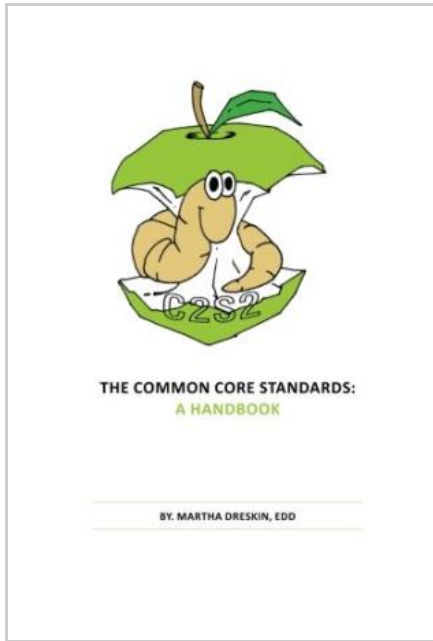 C2S2
THE COMMON CORE STANDARDS:
A HANDBOOK
BY. MARTHA DRESKIN, EDD